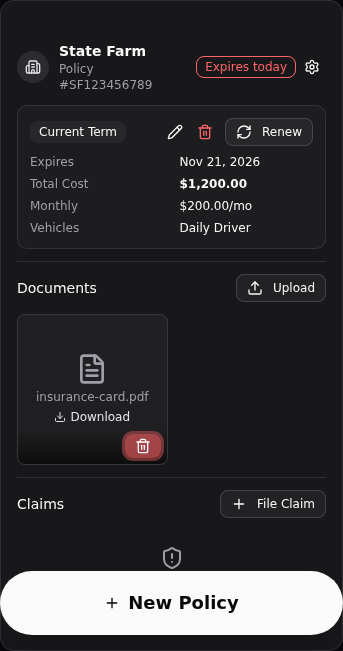 State Farm
Policy
#SF123456789
Expires today
Current Term
Renew
Expires Nov 21, 2026
Total Cost $1,200.00
Monthly $200.00/mo
Vehicles Daily Driver
Documents
Upload
insurance-card.pdf
Download
Claims
+ File Claim
+ New Policy